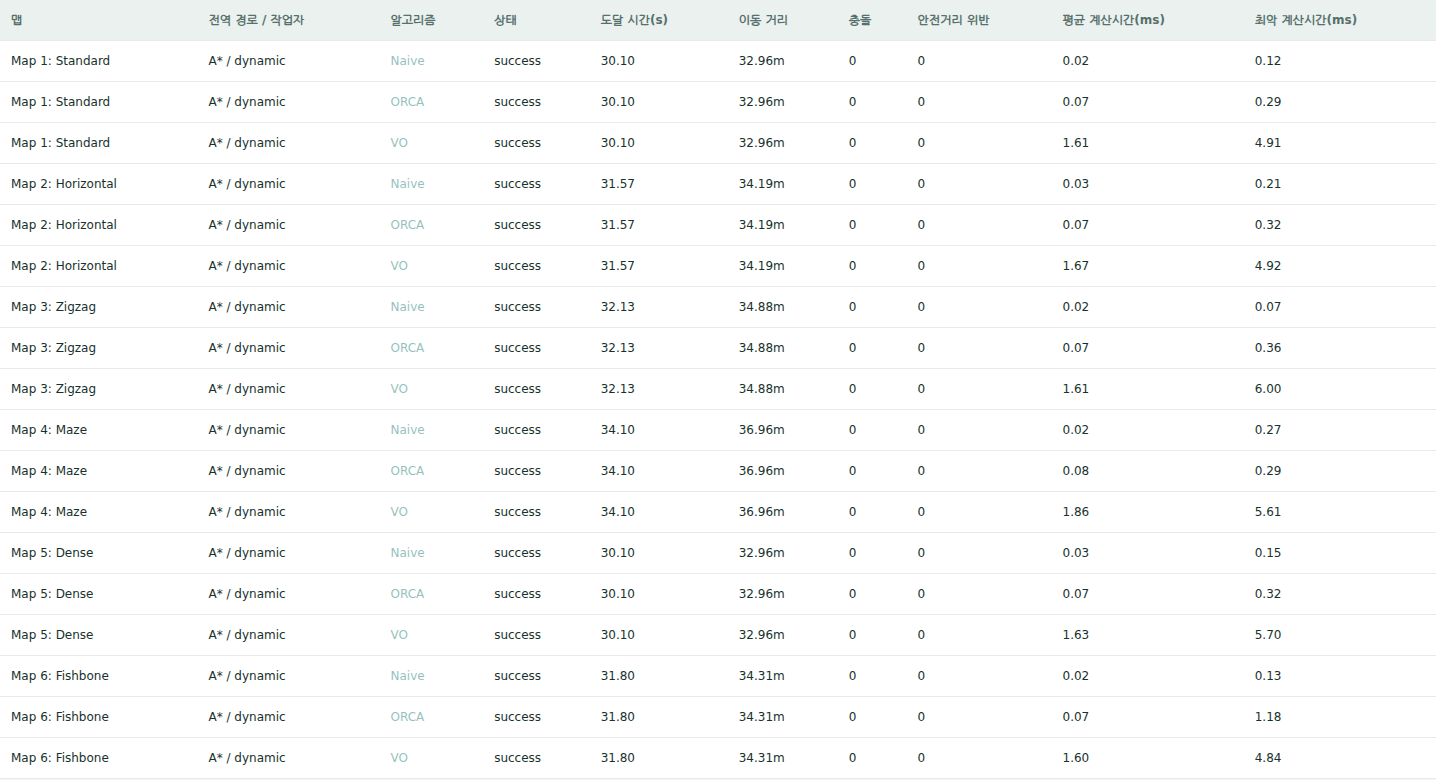 맵 전역 경로 / 작업자 알고리즘 상태 도달 시간(s) 이동 거리 충돌 안전거리 위반 평균 계산시간(ms) 최악 계산시간(ms)
Map 1: Standard A* / dynamic Naive success 30.10 32.96m 0 0 0.02 0.12
Map 1: Standard A* / dynamic ORCA success 30.10 32.96m 0 0 0.07 0.29
Map 1: Standard A* / dynamic VO success 30.10 32.96m 0 0 1.61 4.91
Map 2: Horizontal A* / dynamic Naive success 31.57 34.19m 0 0 0.03 0.21
Map 2: Horizontal A* / dynamic ORCA success 31.57 34.19m 0 0 0.07 0.32
Map 2: Horizontal A* / dynamic VO success 31.57 34.19m 0 0 1.67 4.92
Map 3: Zigzag A* / dynamic Naive success 32.13 34.88m 0 0 0.02 0.07
Map 3: Zigzag A* / dynamic ORCA success 32.13 34.88m 0 0 0.07 0.36
Map 3: Zigzag A* / dynamic VO success 32.13 34.88m 0 0 1.61 6.00
Map 4: Maze A* / dynamic Naive success 34.10 36.96m 0 0 0.02 0.27
Map 4: Maze A* / dynamic ORCA success 34.10 36.96m 0 0 0.08 0.29
Map 4: Maze A* / dynamic VO success 34.10 36.96m 0 0 1.86 5.61
Map 5: Dense A* / dynamic Naive success 30.10 32.96m 0 0 0.03 0.15
Map 5: Dense A* / dynamic ORCA success 30.10 32.96m 0 0 0.07 0.32
Map 5: Dense A* / dynamic VO success 30.10 32.96m 0 0 1.63 5.70
Map 6: Fishbone A* / dynamic Naive success 31.80 34.31m 0 0 0.02 0.13
Map 6: Fishbone A* / dynamic ORCA success 31.80 34.31m 0 0 0.07 1.18
Map 6: Fishbone A* / dynamic VO success 31.80 34.31m 0 0 1.60 4.84